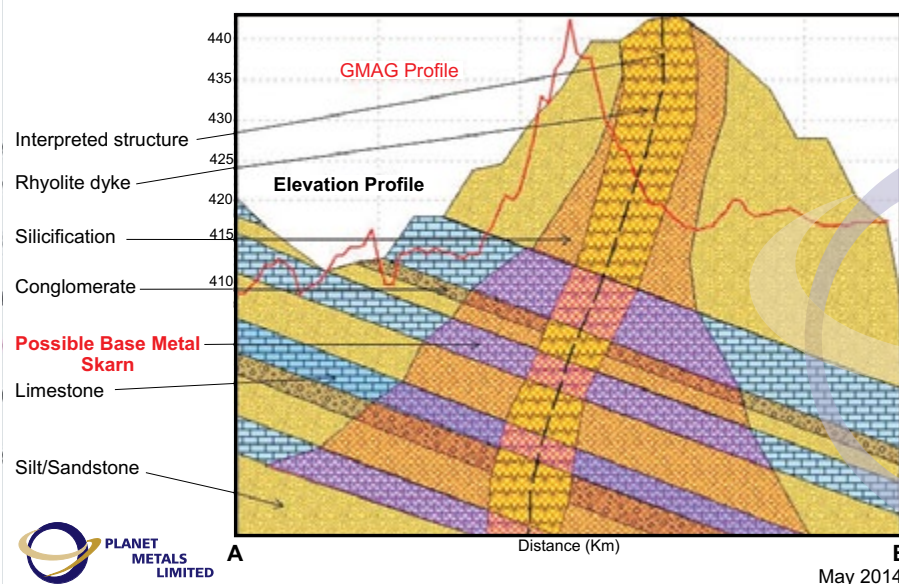 440
435
430
425
420
415
410
GMAG Profile
Interpreted structure
Rhyolite dyke
Elevation Profile
Silicification
Conglomerate
Possible Base Metal
Skarn
Limestone
Silt/Sandstone
PLANET
METALS
LIMITED
A
Distance (Km)
May 2014